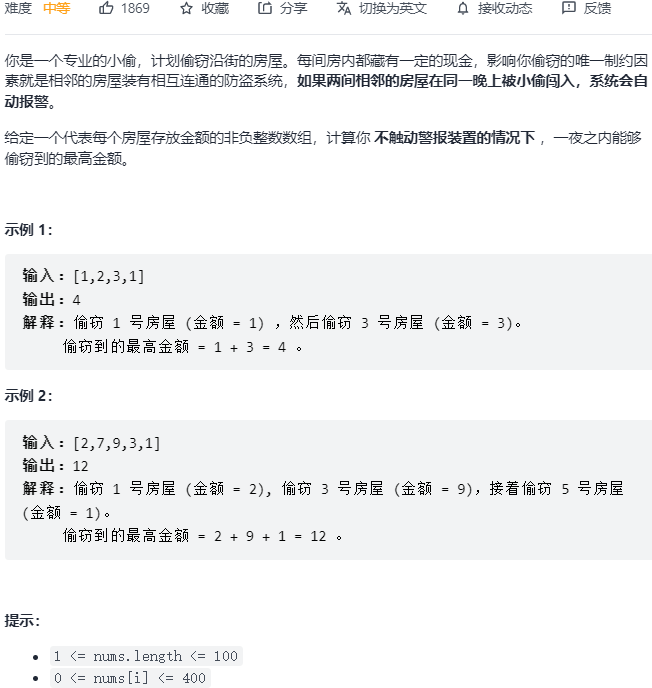 难度 中等 1869 收藏 分享 切换为英文 接收动态 反馈
你是一个专业的小偷，计划偷窃沿街的房屋。每间房内都藏有一定的现金，影响你偷窃的唯一制约因
素就是相邻的房屋装有相互连通的防盗系统，如果两间相邻的房屋在同一晚上被小偷闯入，系统会自
动报警。
给定一个代表每个房屋存放金额的非负整数数组，计算你 不触动警报装置的情况下 ，一夜之内能够
偷窃到的最高金额。
示例 1：
输入：[1,2,3,1]
输出：4
解释：偷窃 1 号房屋 (金额 = 1) ，然后偷窃 3 号房屋 (金额 = 3)。
偷窃到的最高金额 = 1 + 3 = 4 。
示例 2：
输入：[2,7,9,3,1]
输出：12
解释：偷窃 1 号房屋 (金额 = 2), 偷窃 3 号房屋 (金额 = 9)，接着偷窃 5 号房屋
(金额 = 1)。
偷窃到的最高金额 = 2 + 9 + 1 = 12 。
提示：
• 1 <= nums.length <= 100
• 0 <= nums[i] <= 400